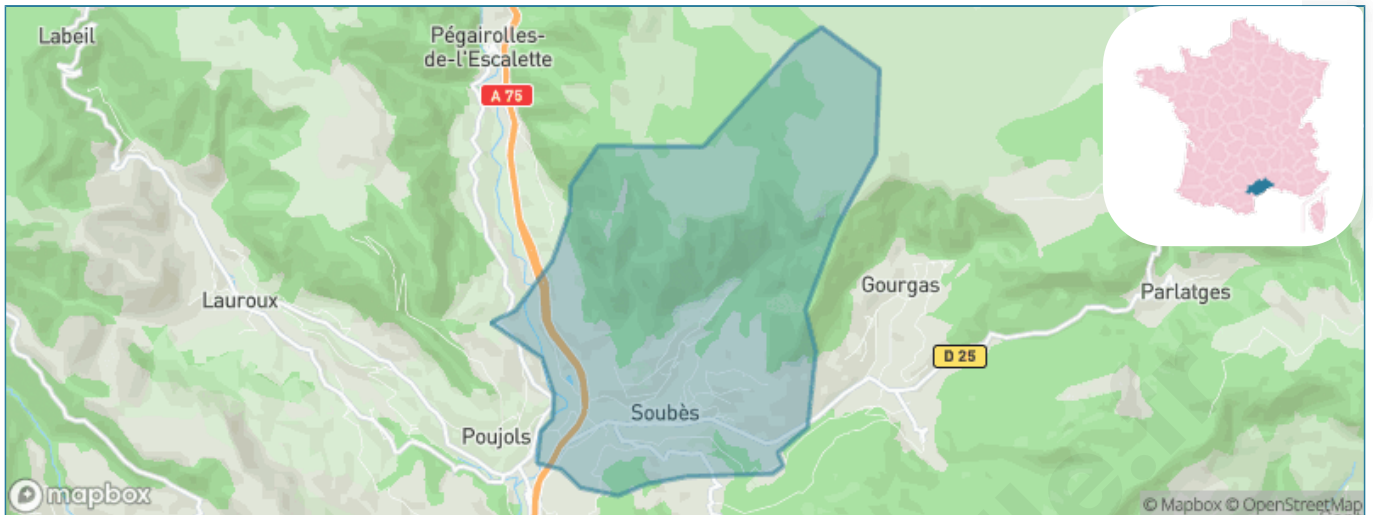 Labeil
Pégairolles-
de-l'Escalette
A 75
Lauroux
Gourgas
Parlatges
D 25
Soubès
Poujols
mapbox
© Mapbox © OpenStreetMap